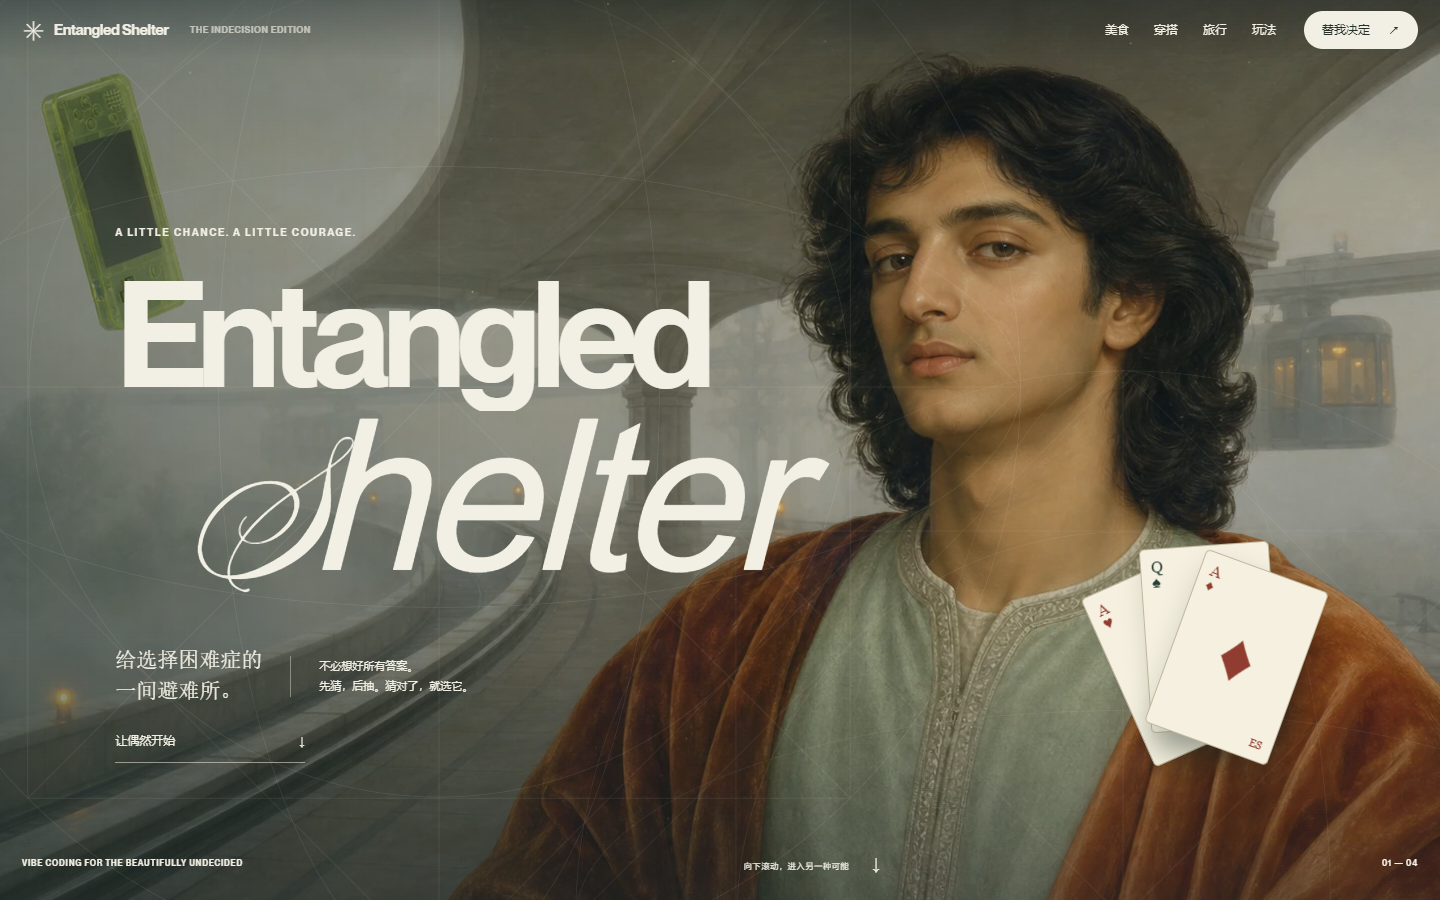 Entangled Shelter
THE INDECISION EDITION
美食
穿搭
旅行
玩法
替我决定 ↗
A LITTLE CHANCE. A LITTLE COURAGE.
Entangled
Shelter
Q
A
A
ES
给选择困难症的
一间避难所。
不必想好所有答案。
先猜，后抽。猜对了，就选它。
让偶然开始 ↓
VIBE CODING FOR THE BEAUTIFULLY UNDECIDED
向下滚动，进入另一种可能 ↓
01 — 04